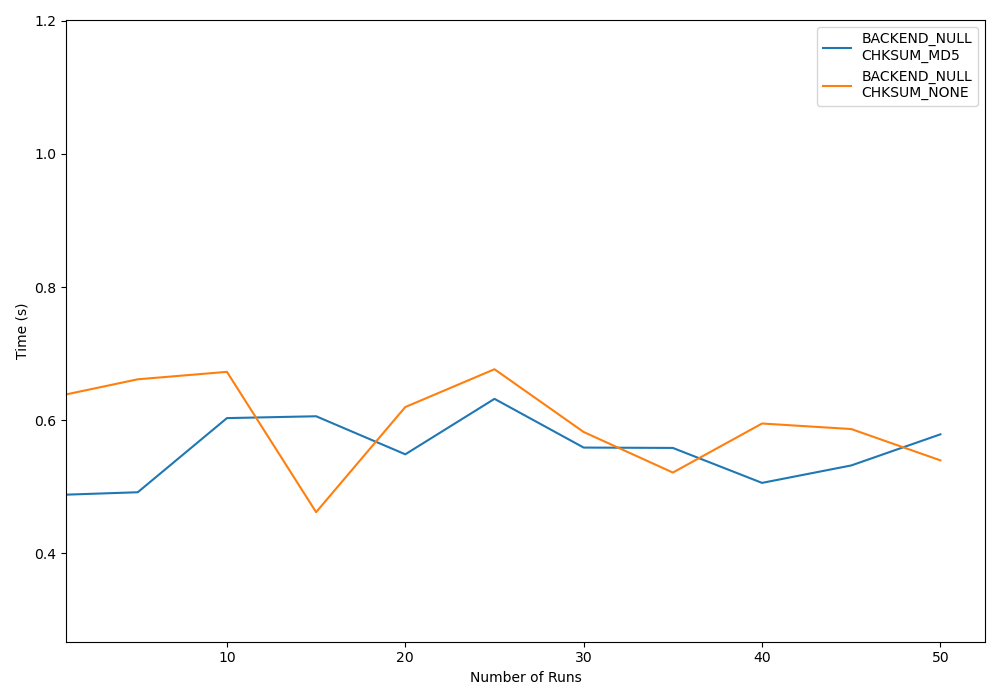 1.2
1.0
0.8
0.6
0.4
Time (s)
10 20 30 40 50
Number of Runs
BACKEND_NULL
CHKSUM_MD5
BACKEND_NULL
CHKSUM_NONE